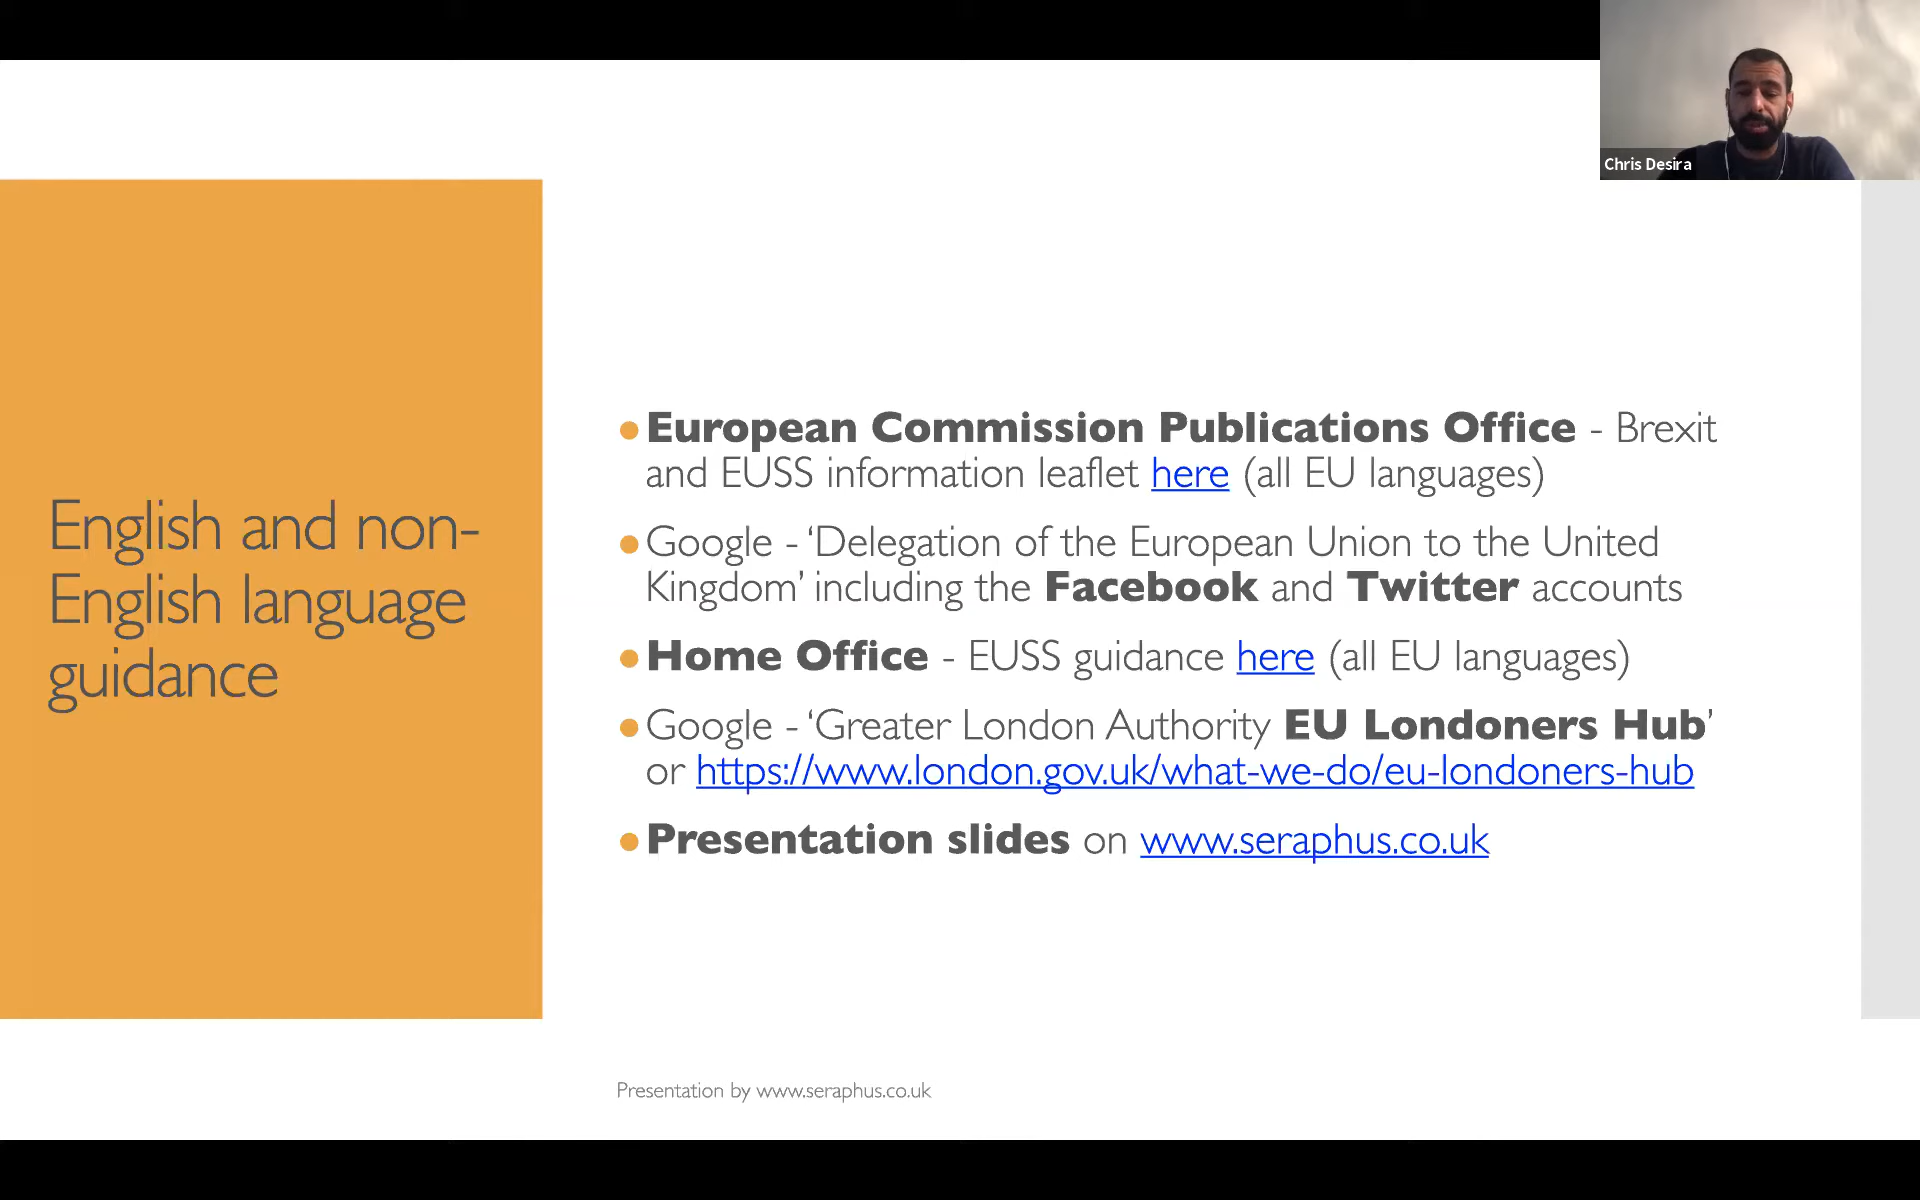 Chris Desira
English and non-
English language
guidance
●European Commission Publications Office - Brexit
and EUSS information leaflet here (all EU languages)
●Google - ‘Delegation of the European Union to the United
Kingdom’ including the Facebook and Twitter accounts
●Home Office - EUSS guidance here (all EU languages)
●Google - ‘Greater London Authority EU Londoners Hub’
or https://www.london.gov.uk/what-we-do/eu-londoners-hub
●Presentation slides on www.seraphus.co.uk
Presentation by www.seraphus.co.uk